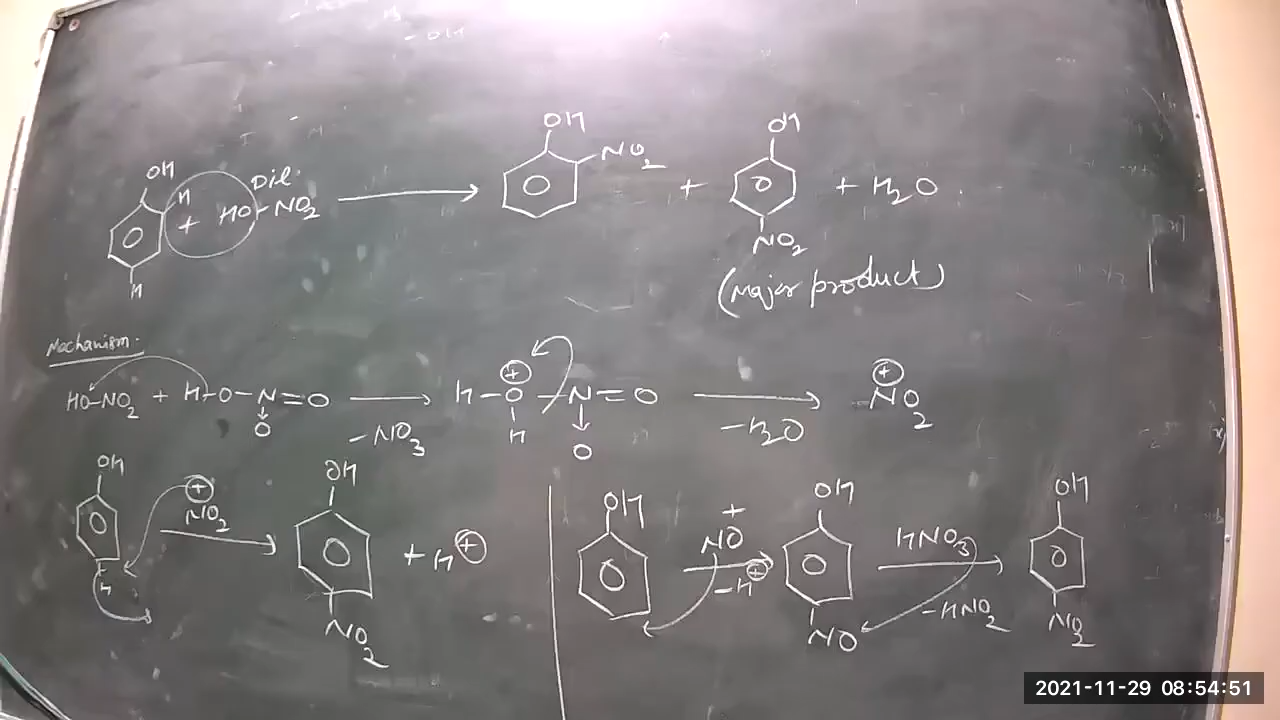 OH
H + HO-NO2 Dil. → OH NO2 + OH NO2 + H2O
H
(Major product)
Mechanism.
HO-NO2 + H-O-N=O → H-O-N=O → NO2
O -NO3 ⊕ H O -H2O ⊕
OH ⊕ NO2 → OH NO2 + H⊕
H
OH NO + → OH NO HNO3 → OH NO2
-H⊕ -HNO2
2021-11-29 08:54:51